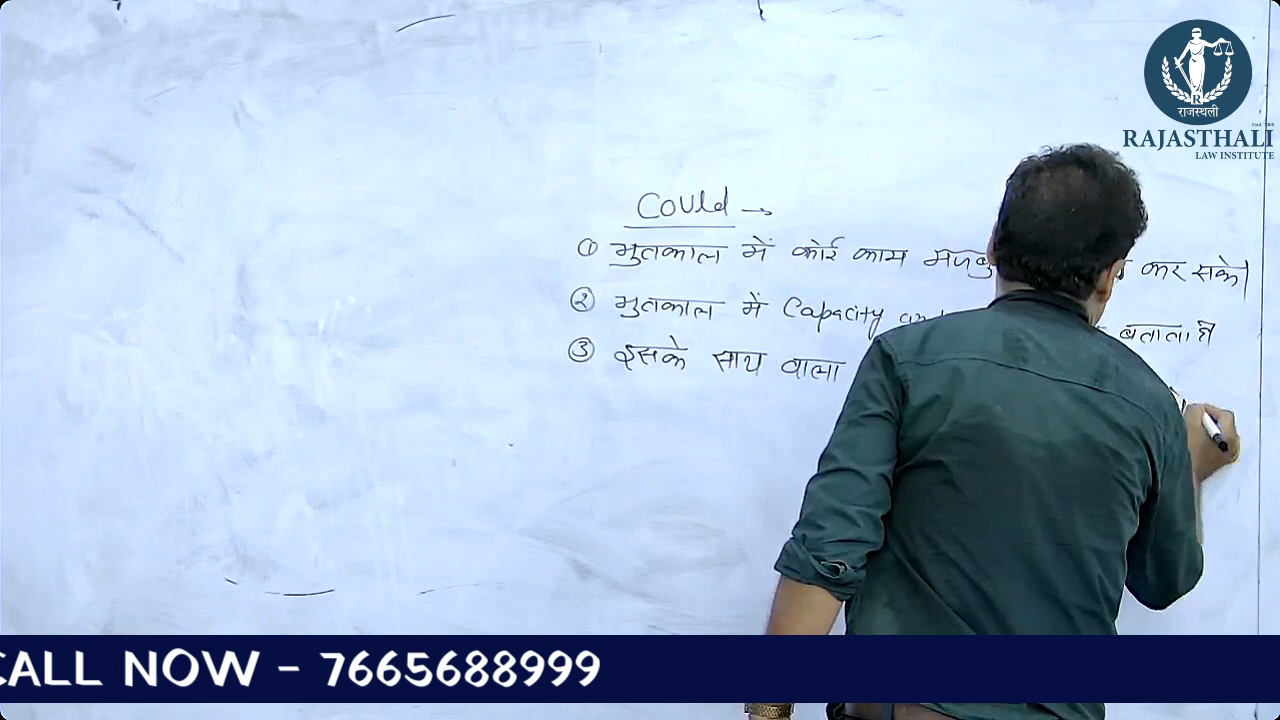 राजस्थली
RAJASTHALI
LAW INSTITUTE
Could →
① भुतकाल में कोई काम मजबु कर सके।
② भुतकाल में Capacity and बताता है
③ इसके साथ वाला
CALL NOW - 7665688999